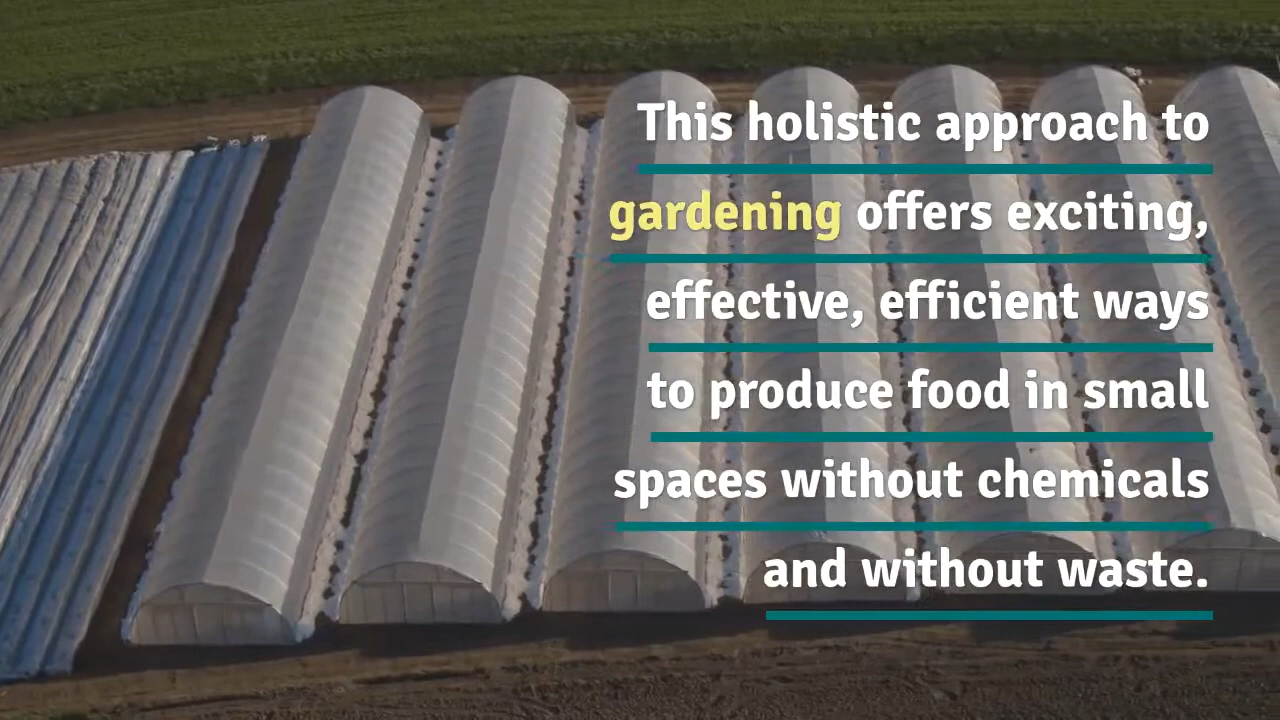 This holistic approach to
gardening offers exciting,
effective, efficient ways
to produce food in small
spaces without chemicals
and without waste.